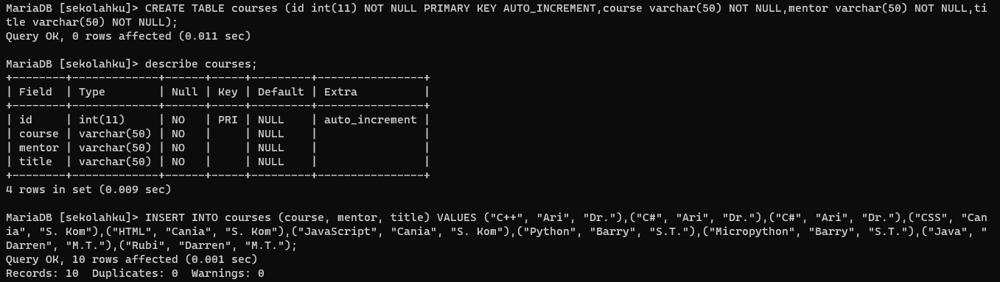 MariaDB [sekolahku]> CREATE TABLE courses (id int(11) NOT NULL PRIMARY KEY AUTO_INCREMENT,course varchar(50) NOT NULL,mentor varchar(50) NOT NULL,ti
tle varchar(50) NOT NULL);
Query OK, 0 rows affected (0.011 sec)

MariaDB [sekolahku]> describe courses;
+--------+-------------+------+-----+---------+----------------+
| Field  | Type        | Null | Key | Default | Extra          |
+--------+-------------+------+-----+---------+----------------+
| id     | int(11)     | NO   | PRI | NULL    | auto_increment |
| course | varchar(50) | NO   |     | NULL    |                |
| mentor | varchar(50) | NO   |     | NULL    |                |
| title  | varchar(50) | NO   |     | NULL    |                |
+--------+-------------+------+-----+---------+----------------+
4 rows in set (0.009 sec)

MariaDB [sekolahku]> INSERT INTO courses (course, mentor, title) VALUES ("C++", "Ari", "Dr."),("C#", "Ari", "Dr."),("C#", "Ari", "Dr."),("CSS", "Can
ia", "S. Kom"),("HTML", "Cania", "S. Kom"),("JavaScript", "Cania", "S. Kom"),("Python", "Barry", "S.T."),("Micropython", "Barry", "S.T."),("Java", "
Darren", "M.T."),("Rubi", "Darren", "M.T.");
Query OK, 10 rows affected (0.001 sec)
Records: 10  Duplicates: 0  Warnings: 0